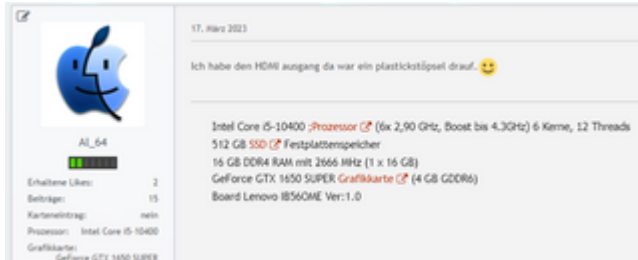 17. März 2023
Ich habe den HDMI ausgang da war ein plastickstöpsel drauf.
Intel Core i5-10400 ;Prozessor (6x 2,90 GHz, Boost bis 4.3GHz) 6 Kerne, 12 Threads
512 GB SSD Festplattenspeicher
16 GB DDR4 RAM mit 2666 MHz (1 x 16 GB)
GeForce GTX 1650 SUPER Grafikkarte (4 GB GDDR6)
Board Lenovo IB560ME Ver:1.0
Al_64
Erhaltene Likes: 2
Beiträge: 15
Karteneintrag: nein
Prozessor: Intel Core i5-10400
Grafikkarte:
GeForce GTX 1650 SUPER